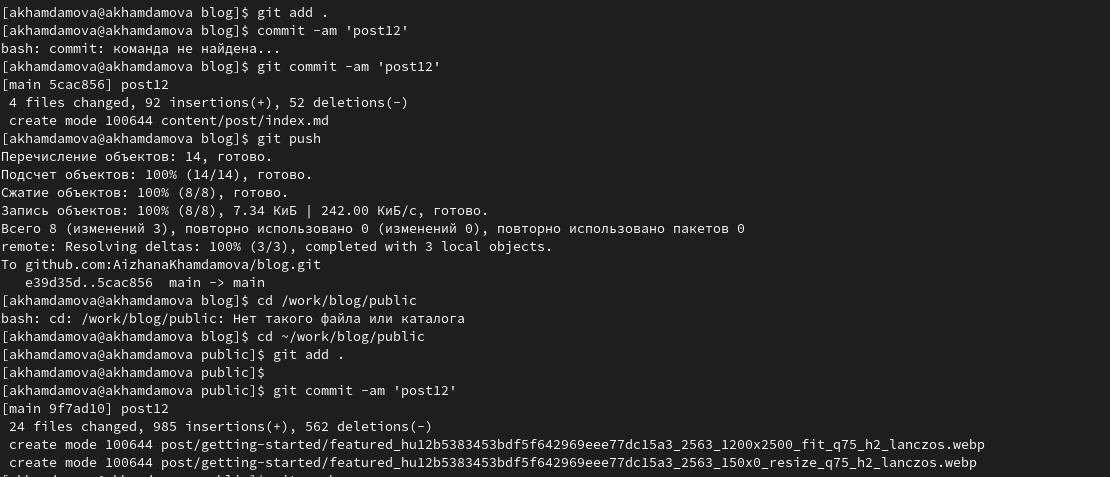 [akhamdamova@akhamdamova blog]$ git add .
[akhamdamova@akhamdamova blog]$ commit -am 'post12'
bash: commit: команда не найдена...
[akhamdamova@akhamdamova blog]$ git commit -am 'post12'
[main 5cac856] post12
 4 files changed, 92 insertions(+), 52 deletions(-)
 create mode 100644 content/post/index.md
[akhamdamova@akhamdamova blog]$ git push
Перечисление объектов: 14, готово.
Подсчет объектов: 100% (14/14), готово.
Сжатие объектов: 100% (8/8), готово.
Запись объектов: 100% (8/8), 7.34 КиБ | 242.00 КиБ/с, готово.
Всего 8 (изменений 3), повторно использовано 0 (изменений 0), повторно использовано пакетов 0
remote: Resolving deltas: 100% (3/3), completed with 3 local objects.
To github.com:AizhanaKhamdamova/blog.git
   e39d35d..5cac856  main -> main
[akhamdamova@akhamdamova blog]$ cd /work/blog/public
bash: cd: /work/blog/public: Нет такого файла или каталога
[akhamdamova@akhamdamova blog]$ cd ~/work/blog/public
[akhamdamova@akhamdamova public]$ git add .
[akhamdamova@akhamdamova public]$
[akhamdamova@akhamdamova public]$ git commit -am 'post12'
[main 9f7ad10] post12
 24 files changed, 985 insertions(+), 562 deletions(-)
 create mode 100644 post/getting-started/featured_hu12b5383453bdf5f642969eee77dc15a3_2563_1200x2500_fit_q75_h2_lanczos.webp
 create mode 100644 post/getting-started/featured_hu12b5383453bdf5f642969eee77dc15a3_2563_150x0_resize_q75_h2_lanczos.webp